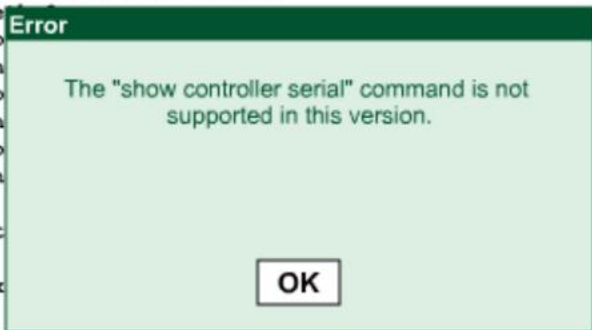 Error
The "show controller serial" command is not
supported in this version.
OK